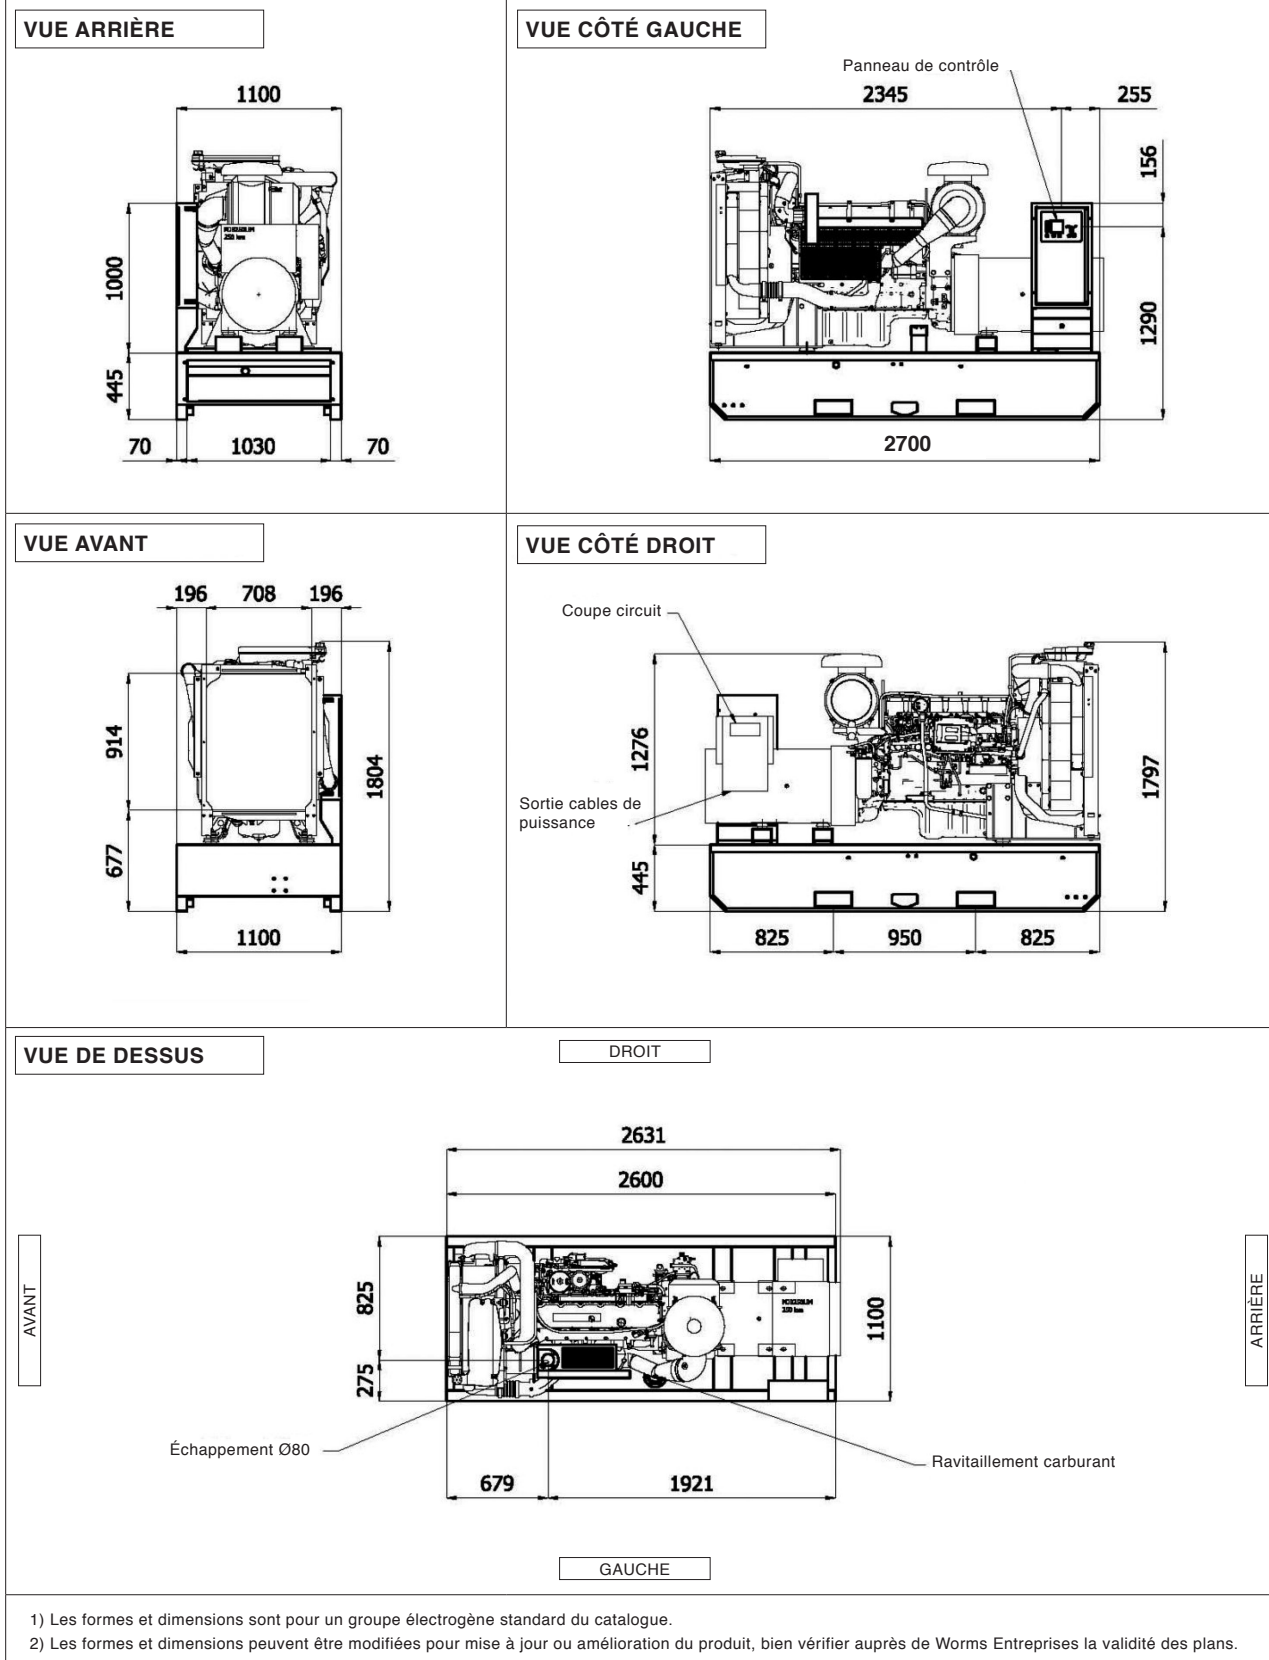 VUE ARRIÈRE
1100
1000
445
70
1030
70
VUE CÔTÉ GAUCHE
Panneau de contrôle
2345
255
156
1290
2700
VUE AVANT
196
708
196
914
677
1804
1100
VUE CÔTÉ DROIT
Coupe circuit
1276
Sortie cables de
puissance
445
1797
825
950
825
VUE DE DESSUS
DROIT
2631
2600
AVANT
825
275
1100
ARRIÈRE
Échappement Ø80
Ravitaillement carburant
679
1921
GAUCHE
1) Les formes et dimensions sont pour un groupe électrogène standard du catalogue.
2) Les formes et dimensions peuvent être modifiées pour mise à jour ou amélioration du produit, bien vérifier auprès de Worms Entreprises la validité des plans.